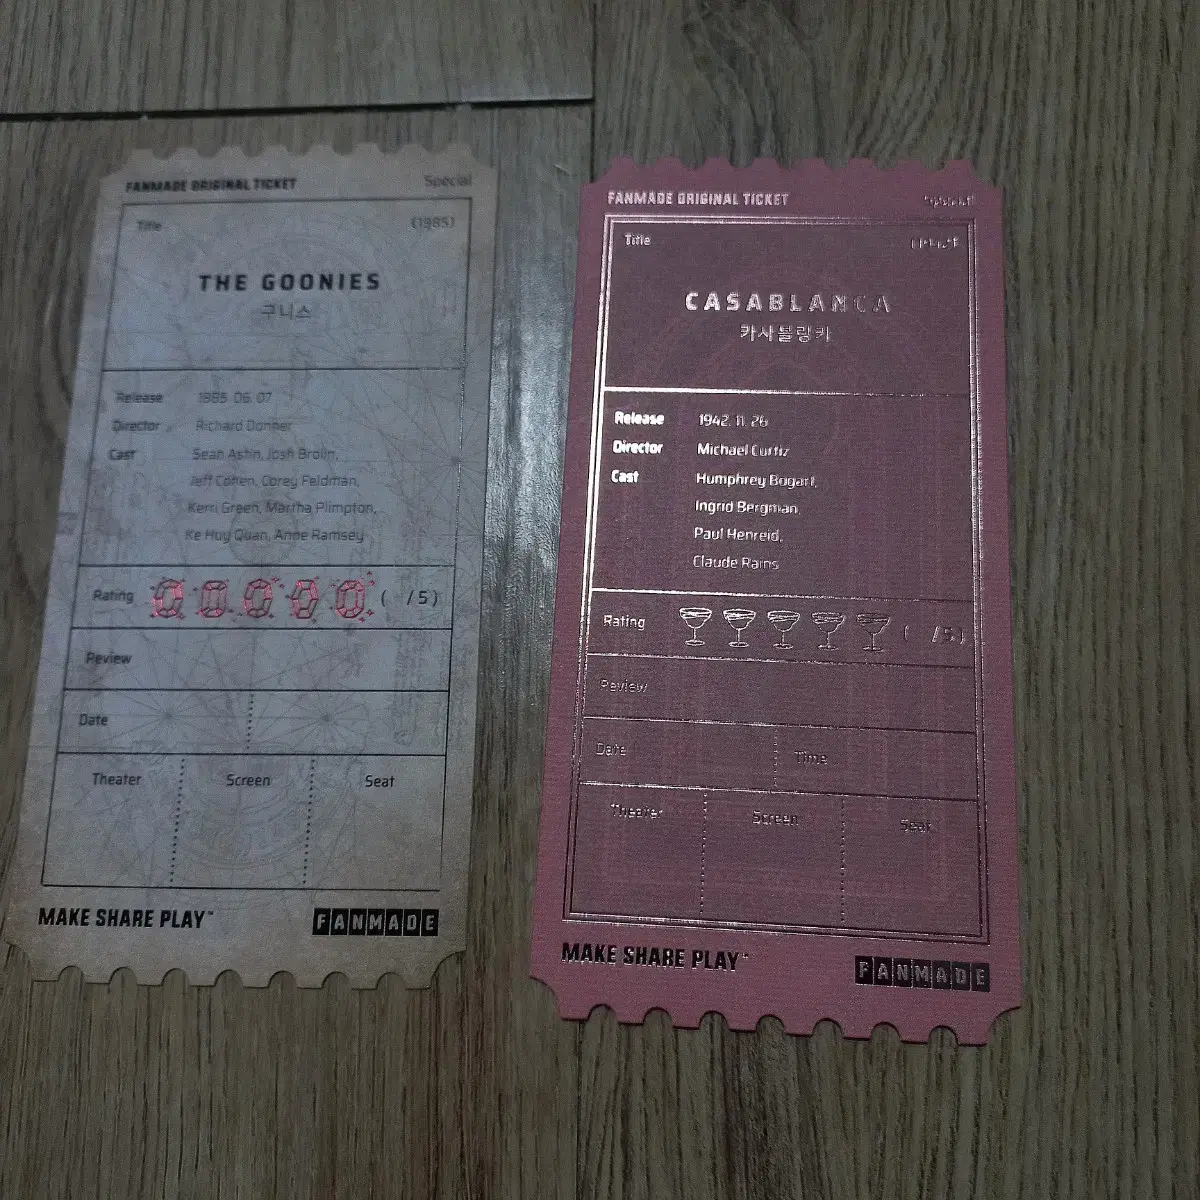 FANMADE ORIGINAL TICKET
Special
Title
(1985)
THE GOONIES
구니스
Release 1985. 06. 07
Director Richard Donner
Cast Sean Astin, Josh Brolin,
Jeff Cohen, Corey Feldman,
Kerri Green, Martha Plimpton,
Ke Huy Quan, Anne Ramsey
Rating ( /5)
Review
Date
Theater Screen Seat
MAKE SHARE PLAY™
FANMADE
FANMADE ORIGINAL TICKET
Title
CASABLANCA
카사블랑카
Release 1942. 11. 26
Director Michael Curtiz
Cast Humphrey Bogart,
Ingrid Bergman,
Paul Henreid,
Claude Rains
Rating ( /5)
Review
Date Time
Theater Screen Seat
MAKE SHARE PLAY™
FANMADE